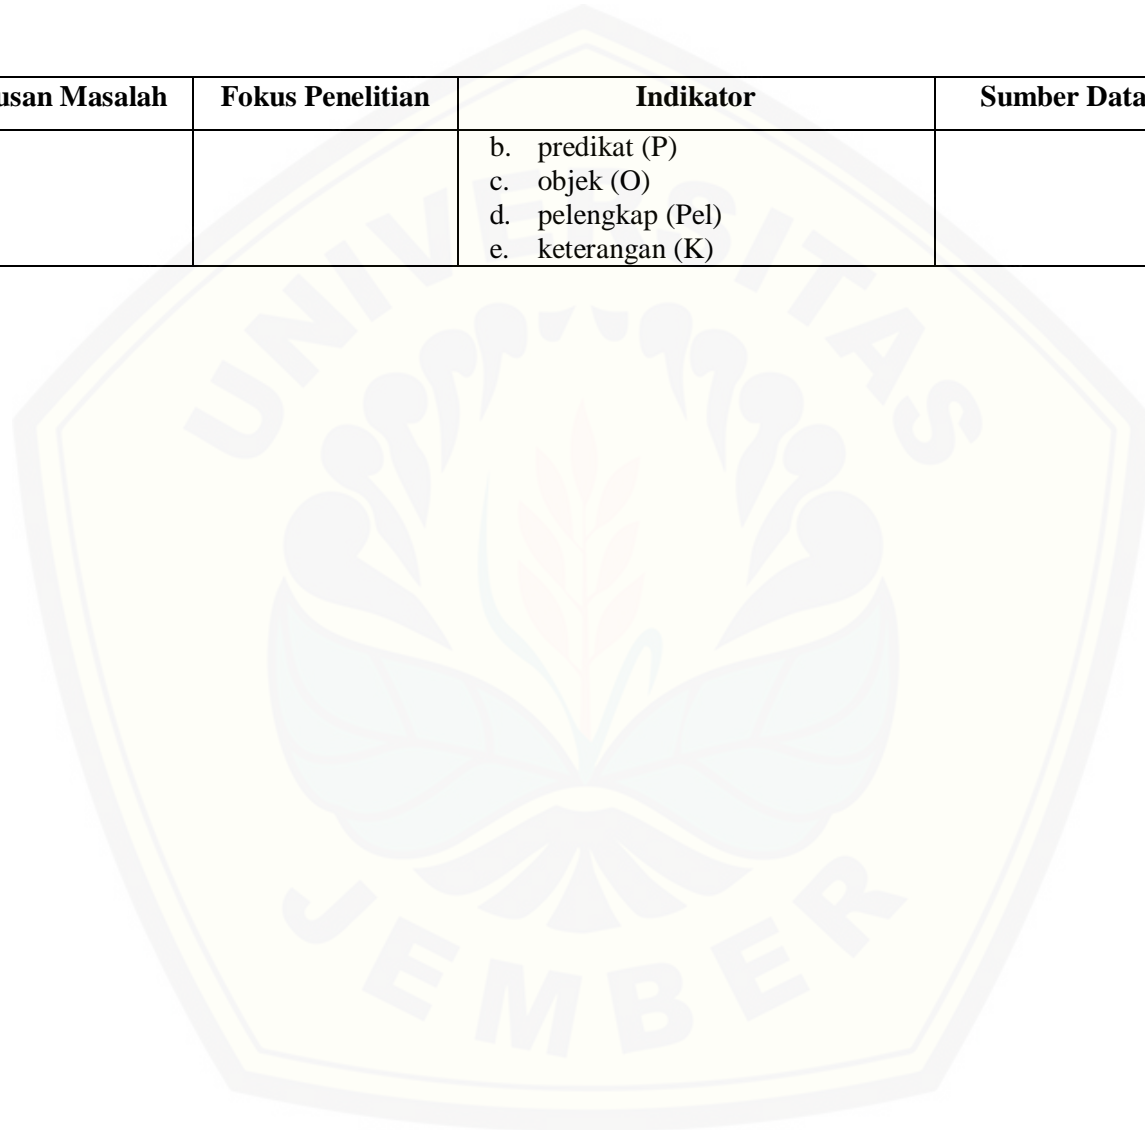 usan Masalah Fokus Penelitian Indikator Sumber Data
b. predikat (P)
c. objek (O)
d. pelengkap (Pel)
e. keterangan (K)
UNIVERSITAS
JEMBER